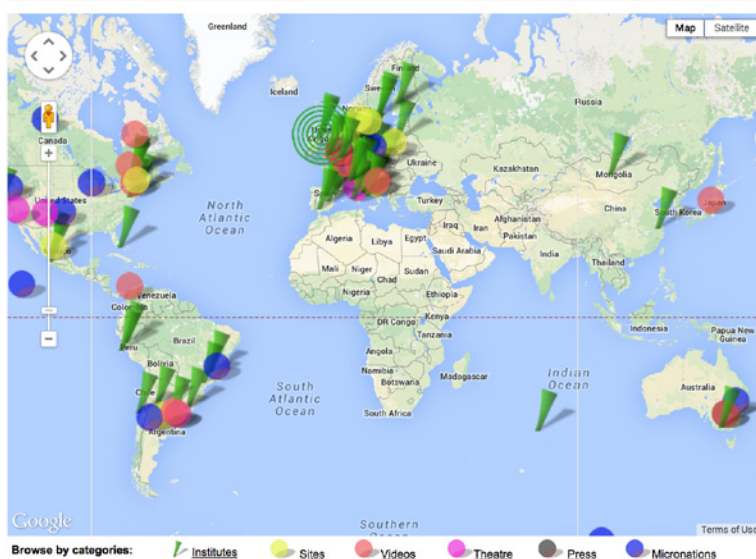 Greenland
Map
Satellite
Iceland
Finland
Sweden
Norway
Russia
Canada
Ukraine
Kazakhstan
Mongolia
United States
North
Atlantic
Ocean
Turkey
China
South Korea
Japan
Algeria
Libya
Egypt
Iraq
Iran
Afghanistan
Pakistan
Saudi Arabia
India
Thailand
Mali
Niger
Chad
Sudan
Nigeria
Ethiopia
Venezuela
Colombia
DR Congo
Kenya
Tanzania
Indonesia
Papua New
Guinea
Peru
Brazil
Bolivia
Angola
Namibia
Botswana
Madagascar
Indian
Ocean
Australia
Chile
South
Atlantic
Ocean
South Africa
Argentina
Google
Southern
Terms of Use
Browse by categories: Institutes Sites Videos Theatre Press Micronations